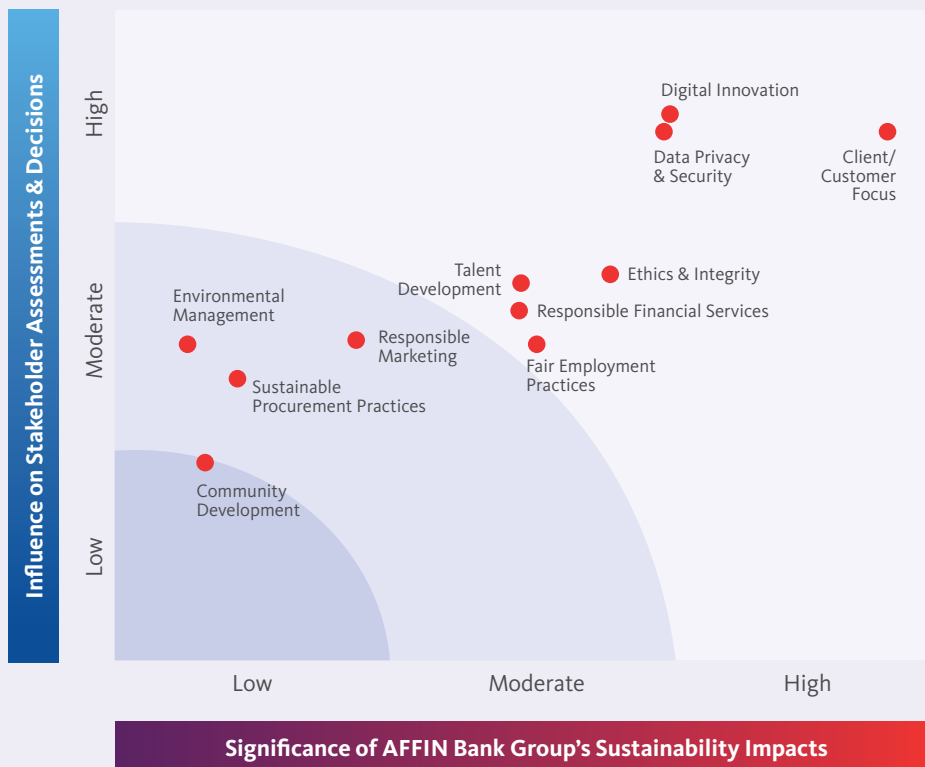 Influence on Stakeholder Assessments & Decisions
High
Moderate
Low
Digital Innovation
Data Privacy
& Security
Client/
Customer
Focus
Talent
Development
Ethics & Integrity
Responsible Financial Services
Environmental
Management
Responsible
Marketing
Fair Employment
Practices
Sustainable
Procurement Practices
Community
Development
Low
Moderate
High
Significance of AFFIN Bank Group's Sustainability Impacts